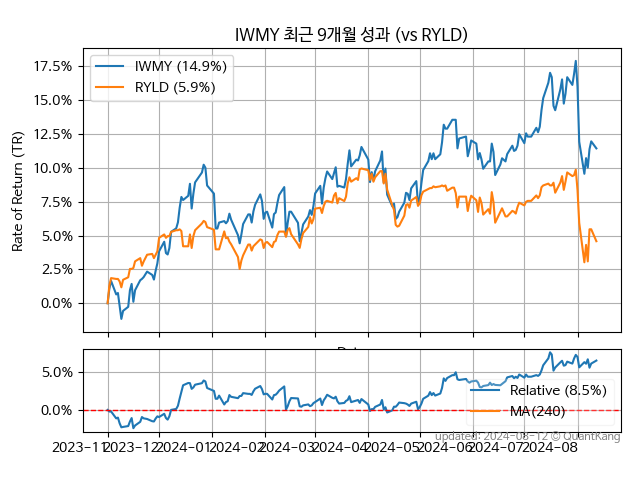 IWMY 최근 9개월 성과 (vs RYLD)
Rate of Return (TR)
17.5%
15.0%
12.5%
10.0%
7.5%
5.0%
2.5%
0.0%
IWMY (14.9%)
RYLD (5.9%)
5.0%
0.0%
Relative (8.5%)
MA(240)
2023-11 2023-12 2024-01 2024-02 2024-03 2024-04 2024-05 2024-06 2024-07 2024-08
updated: 2024-08-12 © QuantKang